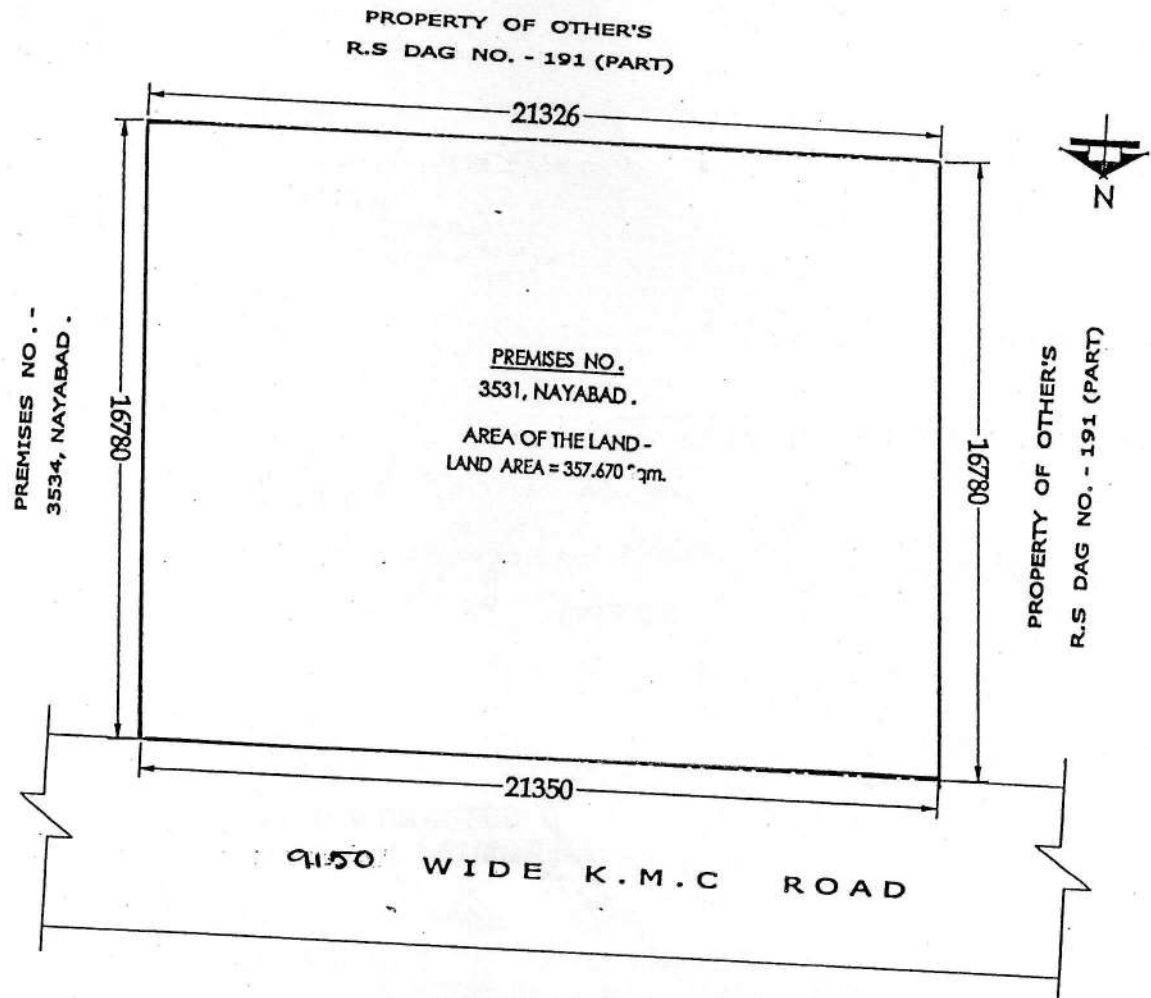 PROPERTY OF OTHER'S
R.S DAG NO. - 191 (PART)
21326
N
PREMISES NO. -
3534, NAYABAD.
16780
PREMISES NO.
3531, NAYABAD.
AREA OF THE LAND -
LAND AREA = 357.670 Sqm.
16780
PROPERTY OF OTHER'S
R.S DAG NO. - 191 (PART)
21350
WIDE K.M.C ROAD